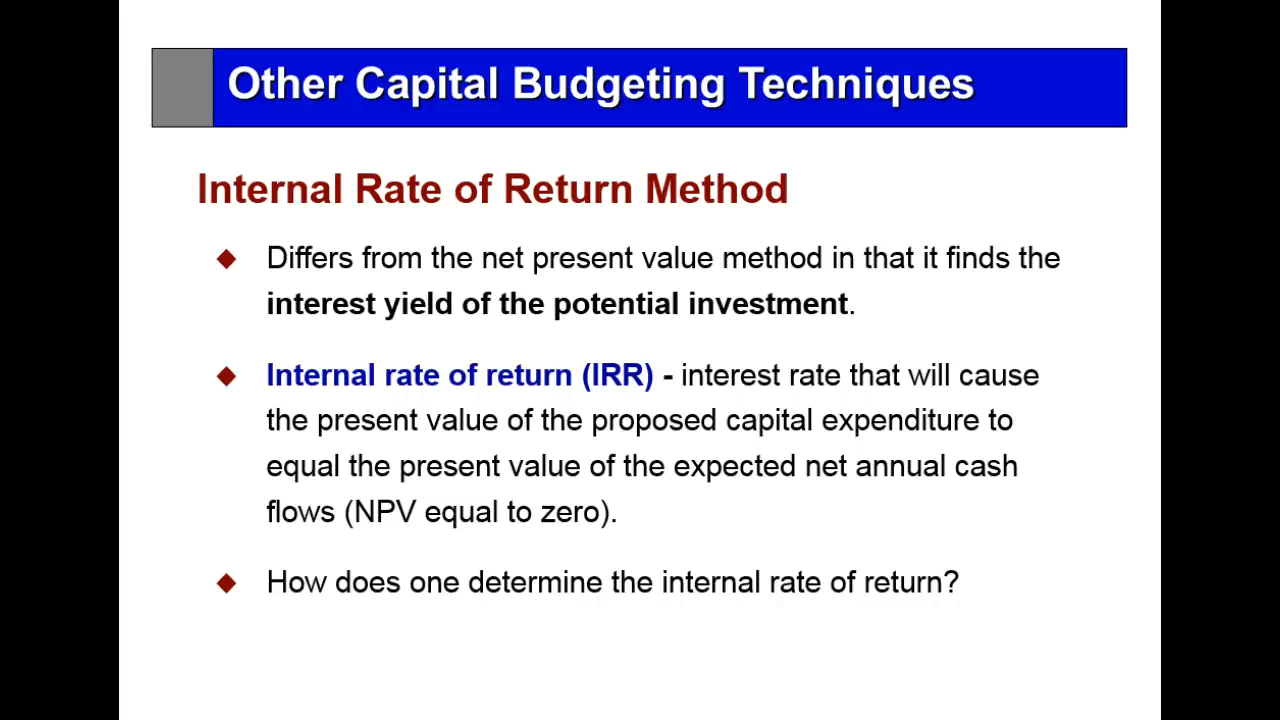 Other Capital Budgeting Techniques
Internal Rate of Return Method
Differs from the net present value method in that it finds the
interest yield of the potential investment.
Internal rate of return (IRR) - interest rate that will cause
the present value of the proposed capital expenditure to
equal the present value of the expected net annual cash
flows (NPV equal to zero).
How does one determine the internal rate of return?